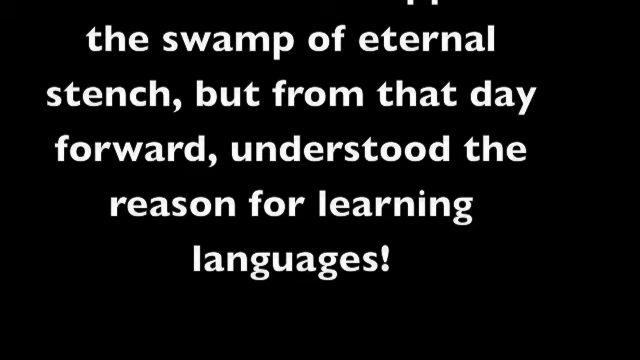 the swamp of eternal
stench, but from that day
forward, understood the
reason for learning
languages!